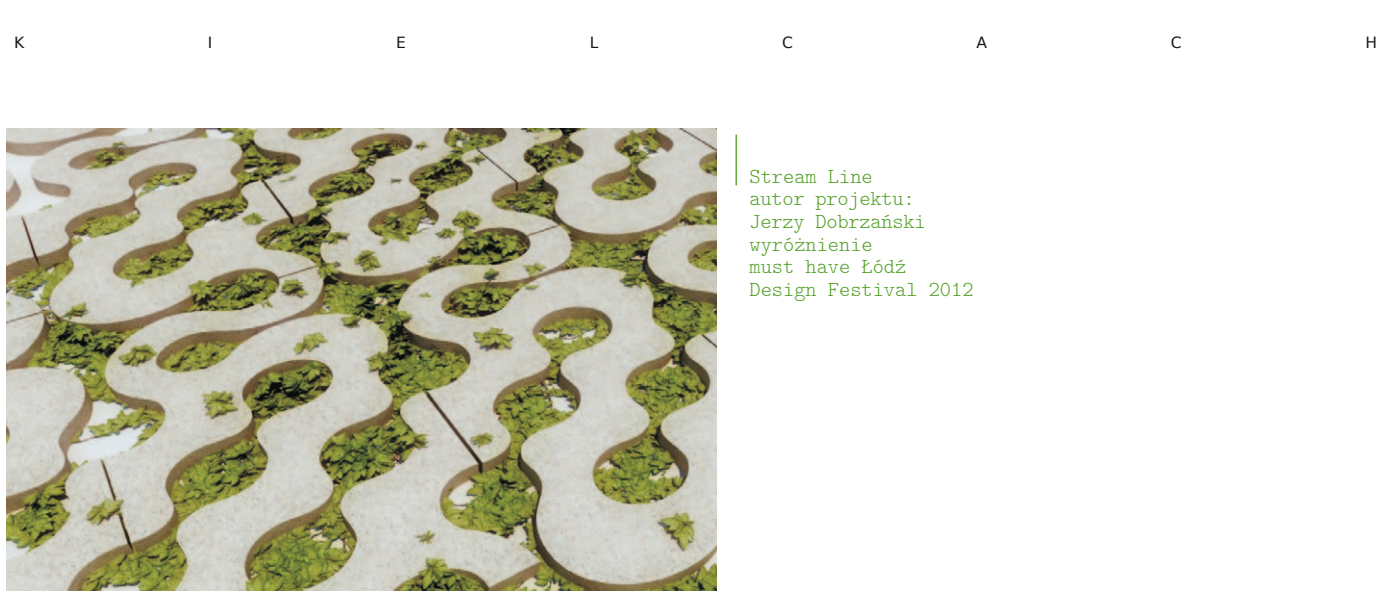 K I E L C A C H
Stream Line
autor projektu:
Jerzy Dobrzański
wyróżnienie
must have Łódź
Design Festival 2012